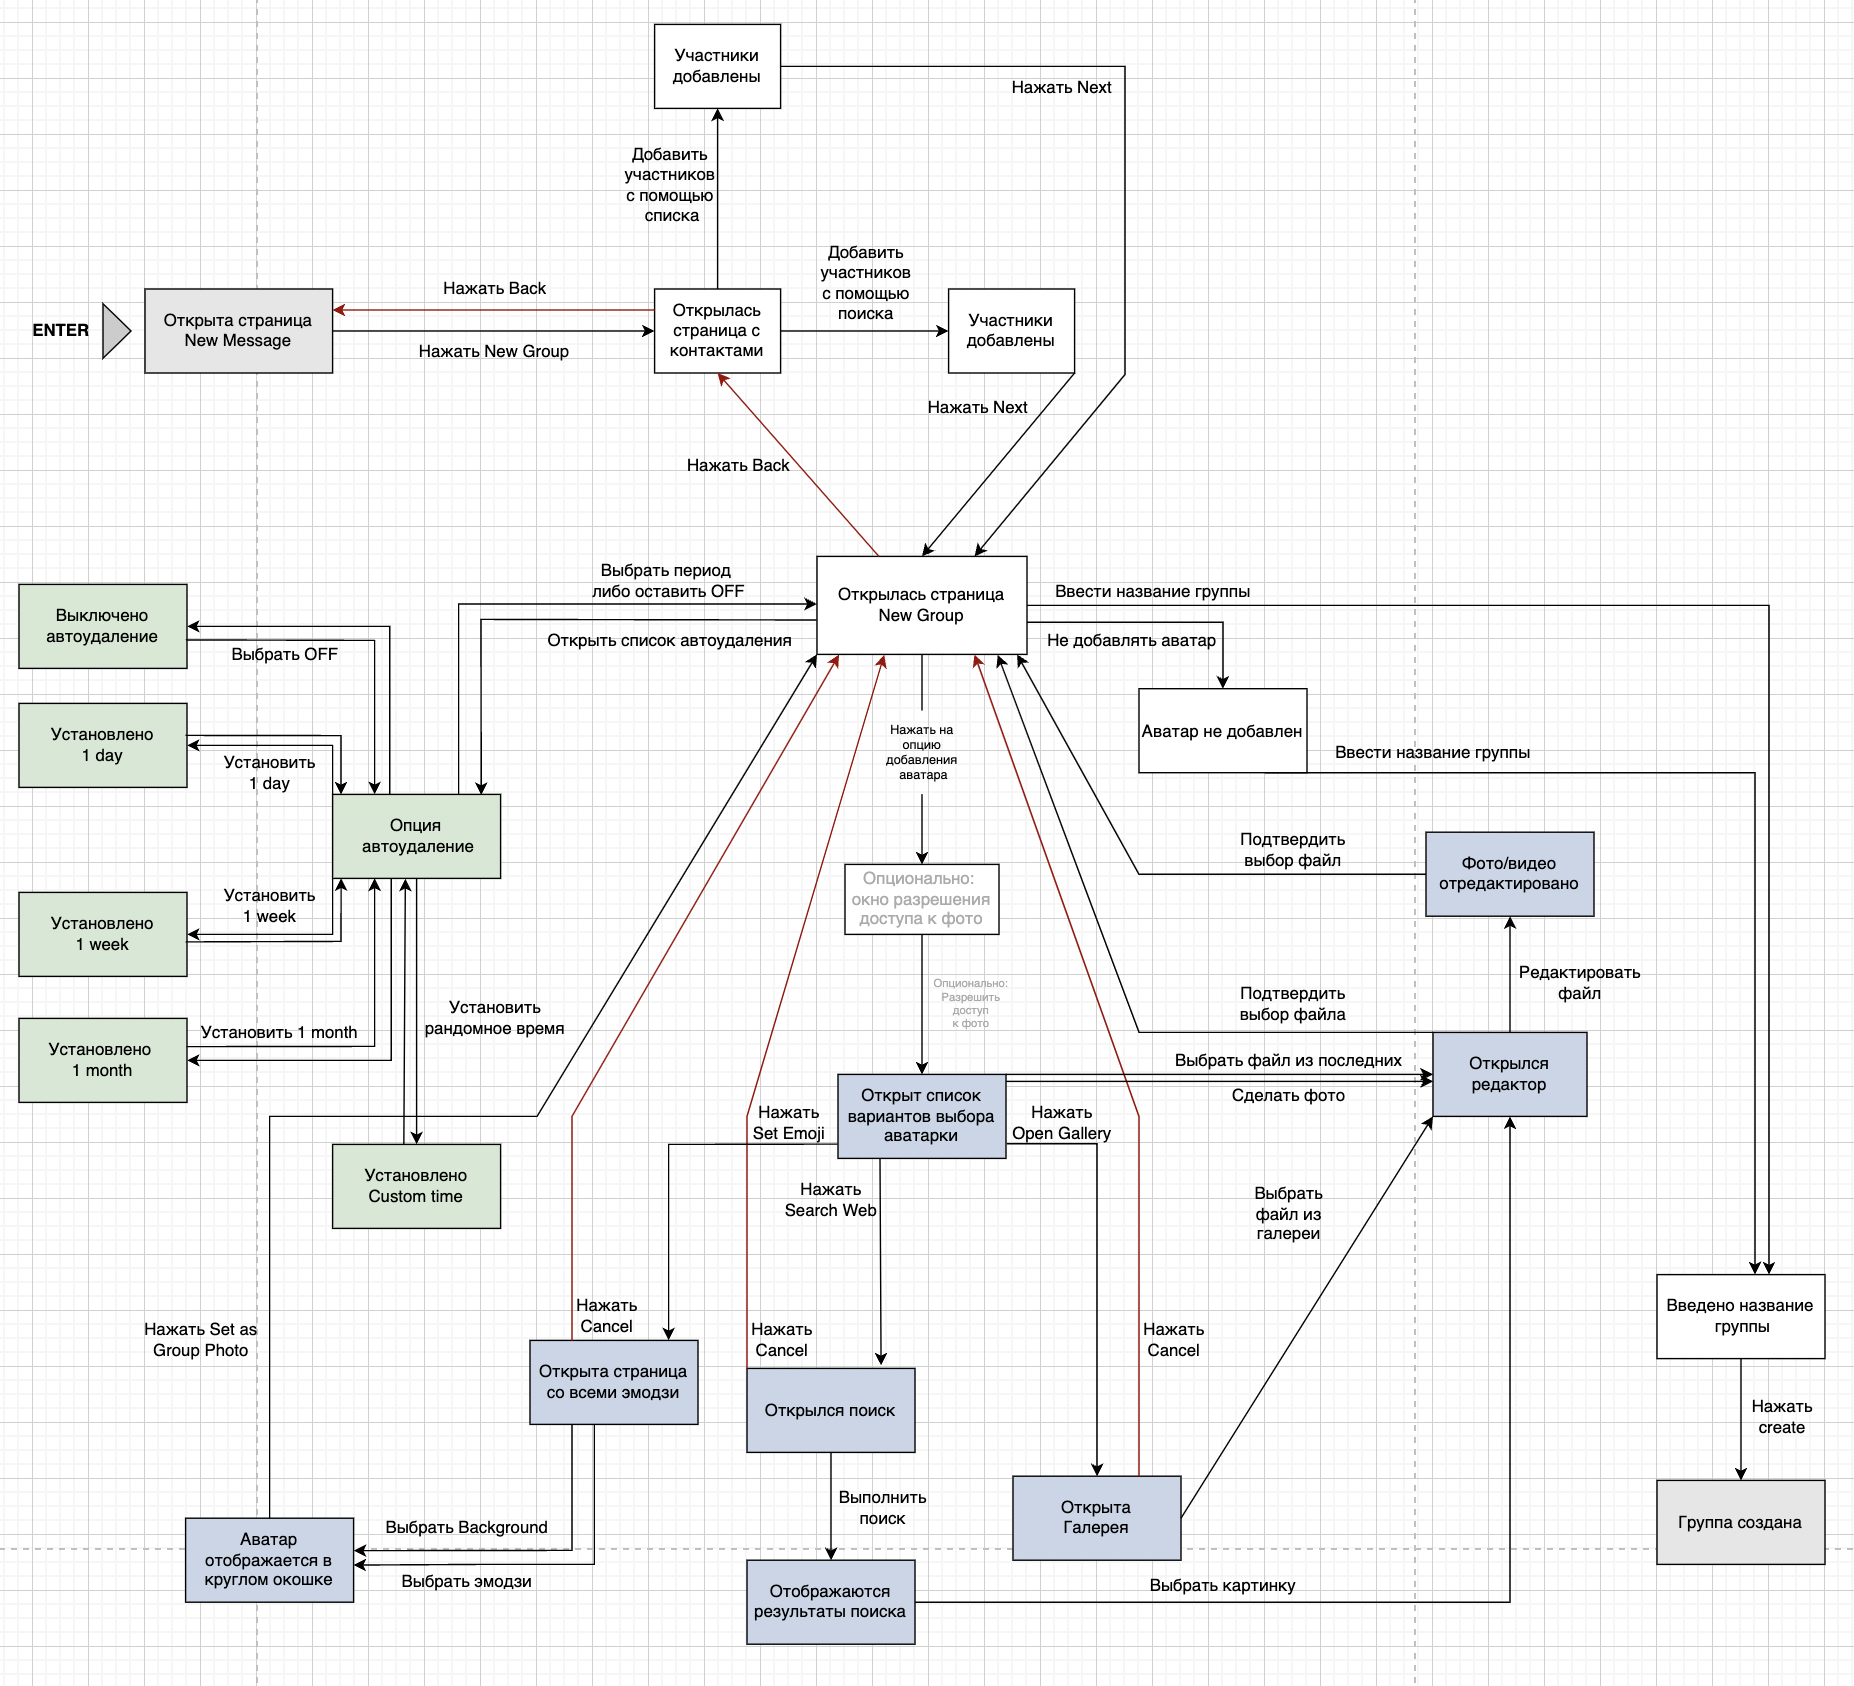 Участники
добавлены
Нажать Next
Добавить
участников
с помощью
списка
Добавить
участников
с помощью
поиска
Нажать Back
ENTER
Открыта страница
New Message
Открылась
страница с
контактами
Участники
добавлены
Нажать New Group
Нажать Next
Нажать Back
Выбрать период
либо оставить OFF
Открылась страница
New Group
Ввести название группы
Выключено
автоудаление
Выбрать OFF
Открыть список автоудаления
Не добавлять аватар
Установлено
1 day
Установить
1 day
Нажать на
опцию
добавления
аватара
Аватар не добавлен
Ввести название группы
Опция
автоудаление
Подтвердить
выбор файл
Фото/видео
отредактировано
Опционально:
окно разрешения
доступа к фото
Установить
1 week
Установлено
1 week
Опционально:
Разрешить
доступ
к фото
Редактировать
файл
Подтвердить
выбор файла
Установить
рандомное время
Установить 1 month
Установлено
1 month
Выбрать файл из последних
Открылся
редактор
Сделать фото
Открыт список
вариантов выбора
аватарки
Нажать
Set Emoji
Нажать
Open Gallery
Установлено
Custom time
Нажать
Search Web
Выбрать
файл из
галереи
Введено название
группы
Нажать
Cancel
Нажать Set as
Group Photo
Нажать
Cancel
Нажать
Cancel
Открыта страница
со всеми эмодзи
Открылся поиск
Нажать
create
Выполнить
поиск
Открыта
Галерея
Группа создана
Выбрать Background
Аватар
отображается в
круглом окошке
Выбрать эмодзи
Отображаются
результаты поиска
Выбрать картинку